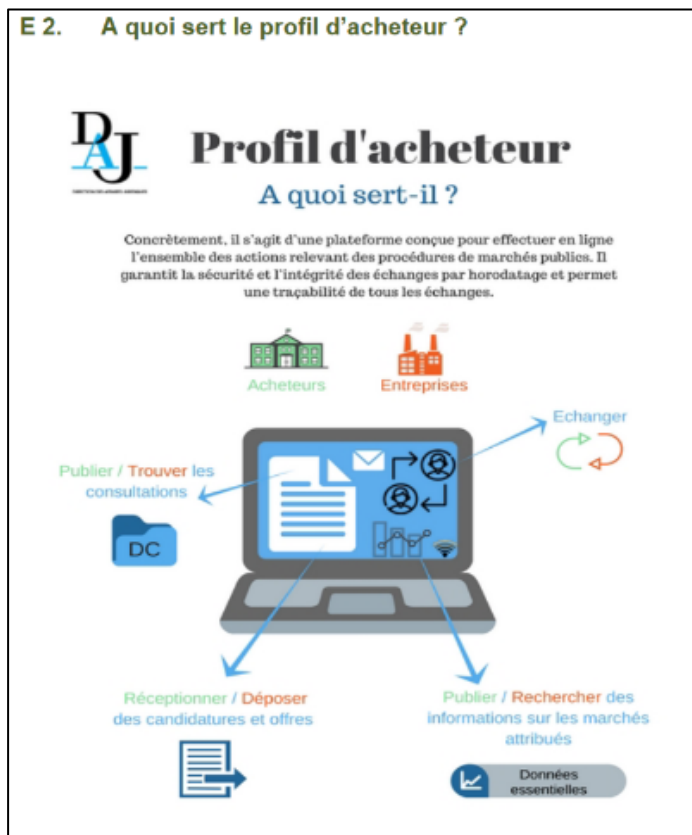 E 2. A quoi sert le profil d’acheteur ?
DAJ
Profil d'acheteur
A quoi sert-il ?
Concrètement, il s’agit d’une plateforme conçue pour effectuer en ligne
l’ensemble des actions relevant des procédures de marchés publics. Il
garantit la sécurité et l’intégrité des échanges par horodatage et permet
une traçabilité de tous les échanges.
Acheteurs
Entreprises
Echanger
Publier / Trouver les
consultations
DC
Réceptionner / Déposer
des candidatures et offres
Publier / Rechercher des
informations sur les marchés
attribués
Données
essentielles